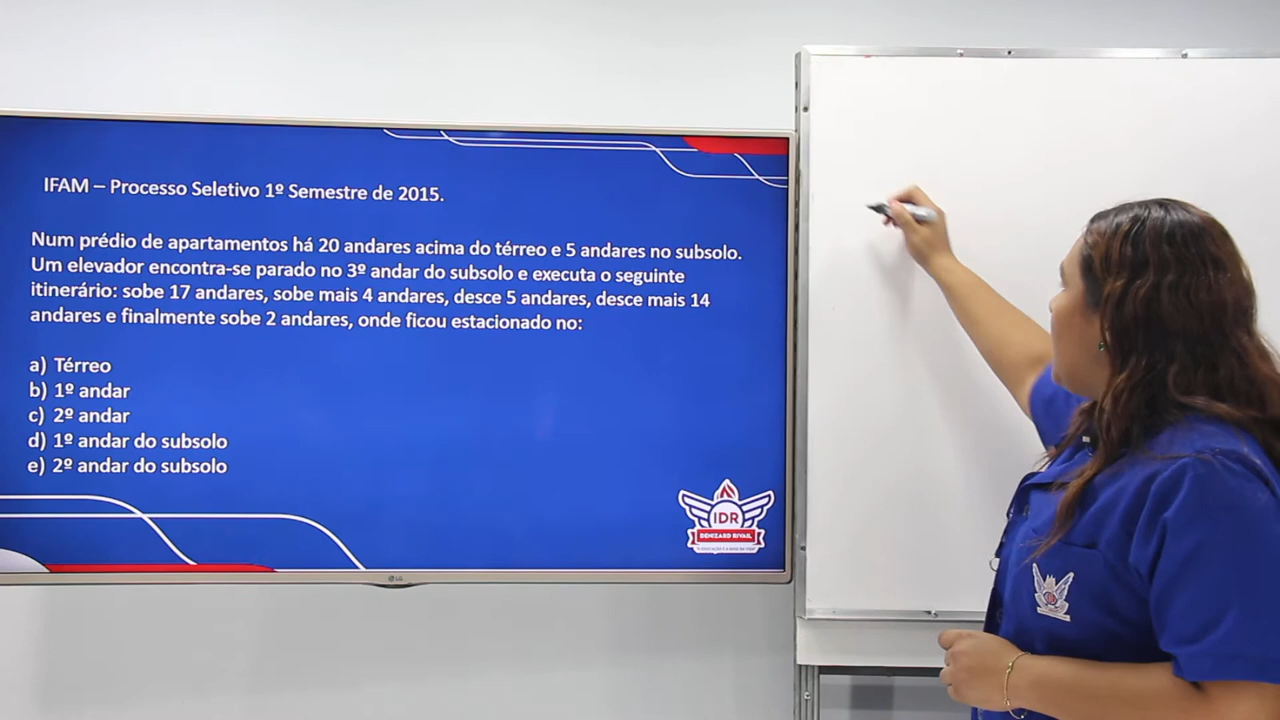 IFAM – Processo Seletivo 1º Semestre de 2015.
Num prédio de apartamentos há 20 andares acima do térreo e 5 andares no subsolo.
Um elevador encontra-se parado no 3º andar do subsolo e executa o seguinte
itinerário: sobe 17 andares, sobe mais 4 andares, desce 5 andares, desce mais 14
andares e finalmente sobe 2 andares, onde ficou estacionado no:
a) Térreo
b) 1º andar
c) 2º andar
d) 1º andar do subsolo
e) 2º andar do subsolo
IDR
DENIZARD RIVAIL
LG